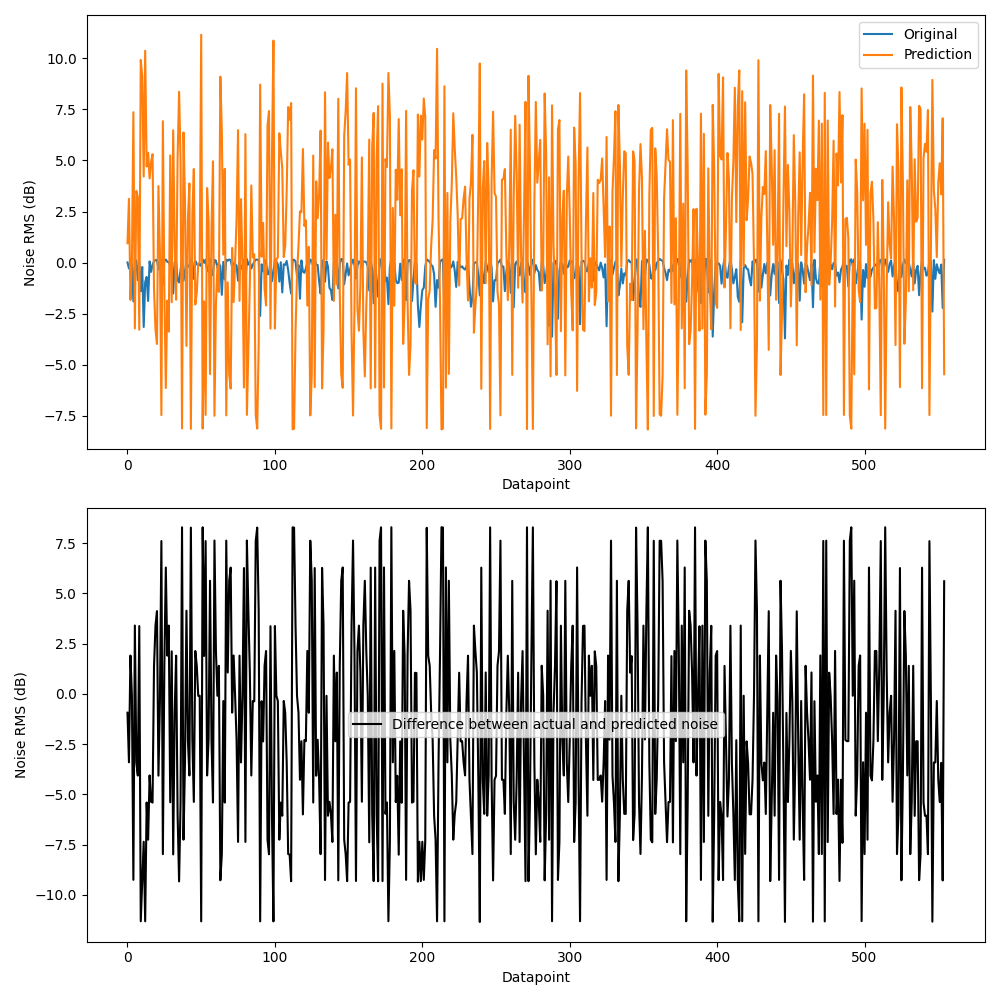 Original
Prediction
10.0
7.5
5.0
2.5
0.0
−2.5
−5.0
−7.5
Noise RMS (dB)
0 100 200 300 400 500
Datapoint
7.5
5.0
2.5
0.0
−2.5
−5.0
−7.5
−10.0
Noise RMS (dB)
Difference between actual and predicted noise
0 100 200 300 400 500
Datapoint